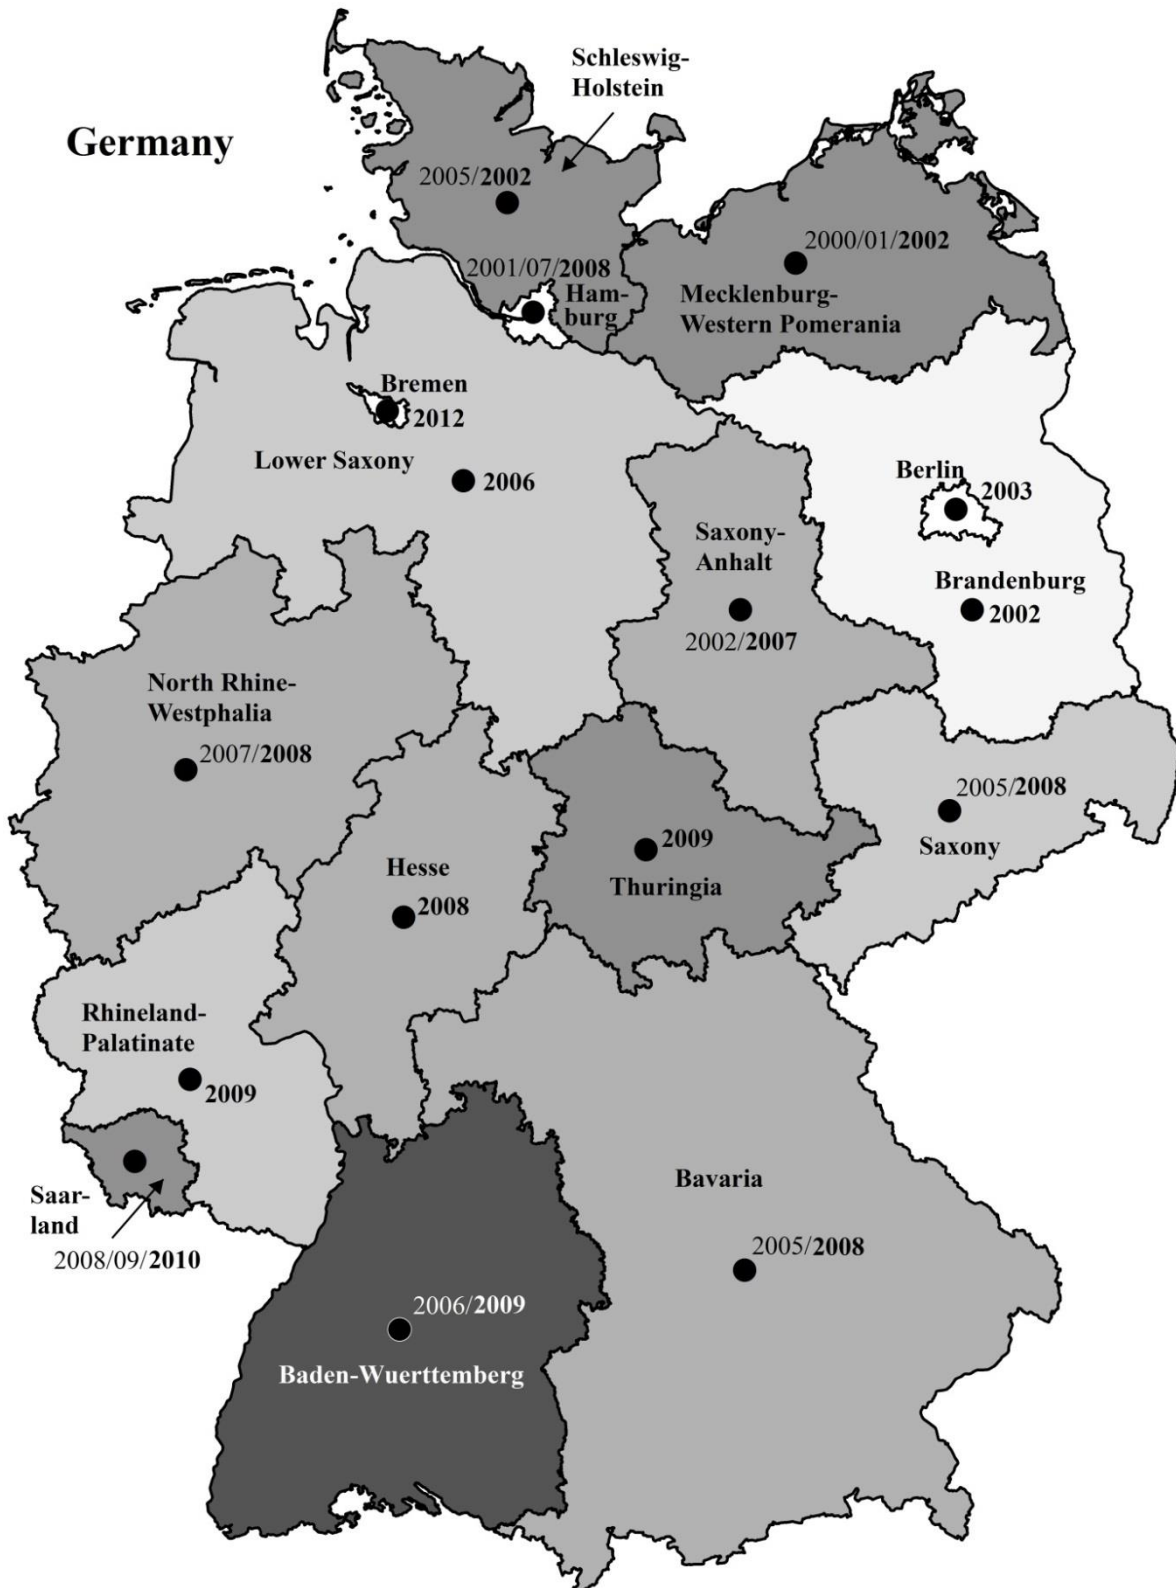 Germany
Schleswig-
Holstein
2005/2002
2000/01/2002
Mecklenburg-
Western Pomerania
2001/07/2008
Ham-
burg
Bremen
2012
Lower Saxony
2006
Berlin
2003
Saxony-
Anhalt
2002/2007
Brandenburg
2002
North Rhine-
Westphalia
2007/2008
2005/2008
Saxony
2009
Thuringia
Hesse
2008
Rhineland-
Palatinate
2009
Saar-
land
2008/09/2010
Bavaria
2005/2008
2006/2009
Baden-Wuerttemberg